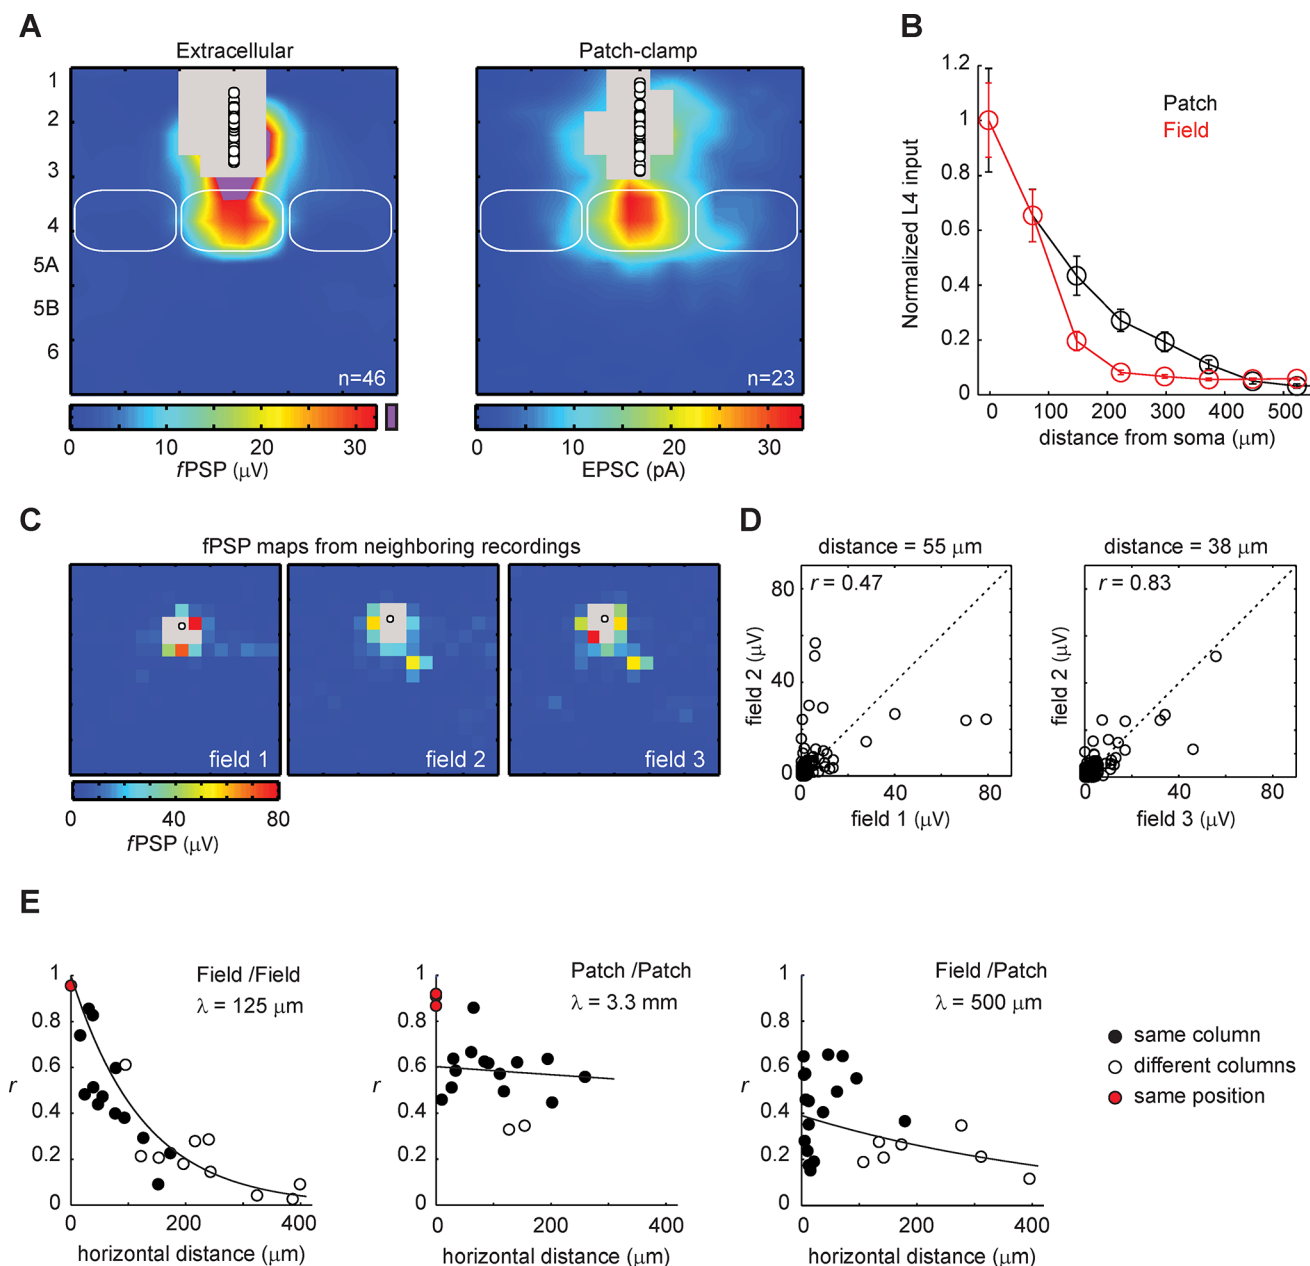 A
Extracellular
Patch-clamp
1
2
3
4
5A
5B
6
n=46
n=23
0 10 20 30
fPSP (μV)
0 10 20 30
EPSC (pA)
B
1.2
1
0.8
0.6
0.4
0.2
0
Normalized L4 input
Patch
Field
0 100 200 300 400 500
distance from soma (μm)
C
fPSP maps from neighboring recordings
field 1
field 2
field 3
0 40 80
fPSP (μV)
D
distance = 55 μm
r = 0.47
80
40
0
field 2 (μV)
0 40 80
field 1 (μV)
distance = 38 μm
r = 0.83
field 2 (μV)
0 40 80
field 3 (μV)
E
Field /Field
λ = 125 μm
1
0.8
0.6
0.4
0.2
0
r
0 200 400
horizontal distance (μm)
Patch /Patch
λ = 3.3 mm
1
0.8
0.6
0.4
0.2
0
r
0 200 400
horizontal distance (μm)
Field /Patch
λ = 500 μm
1
0.8
0.6
0.4
0.2
0
r
0 200 400
horizontal distance (μm)
same column
different columns
same position